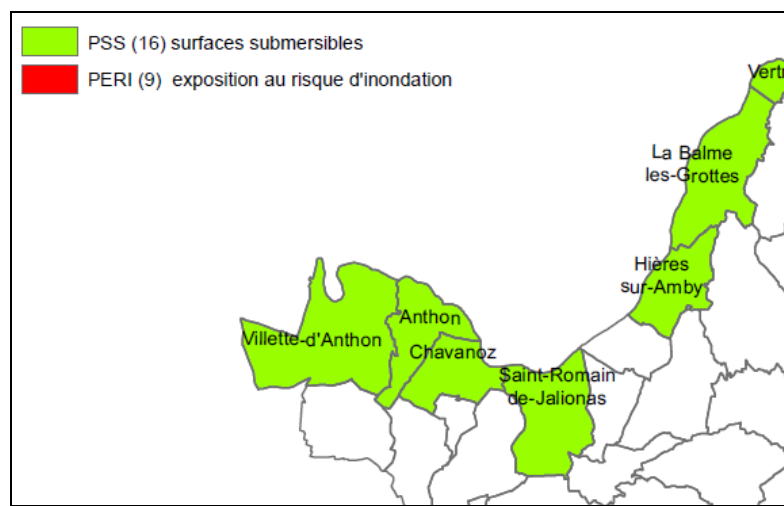 PSS (16) surfaces submersibles
PERI (9) exposition au risque d'inondation
Vertr
La Balme
les-Grottes
Hières
sur-Amby
Anthon
Villette-d'Anthon
Chavanoz
Saint-Romain
de-Jalionas